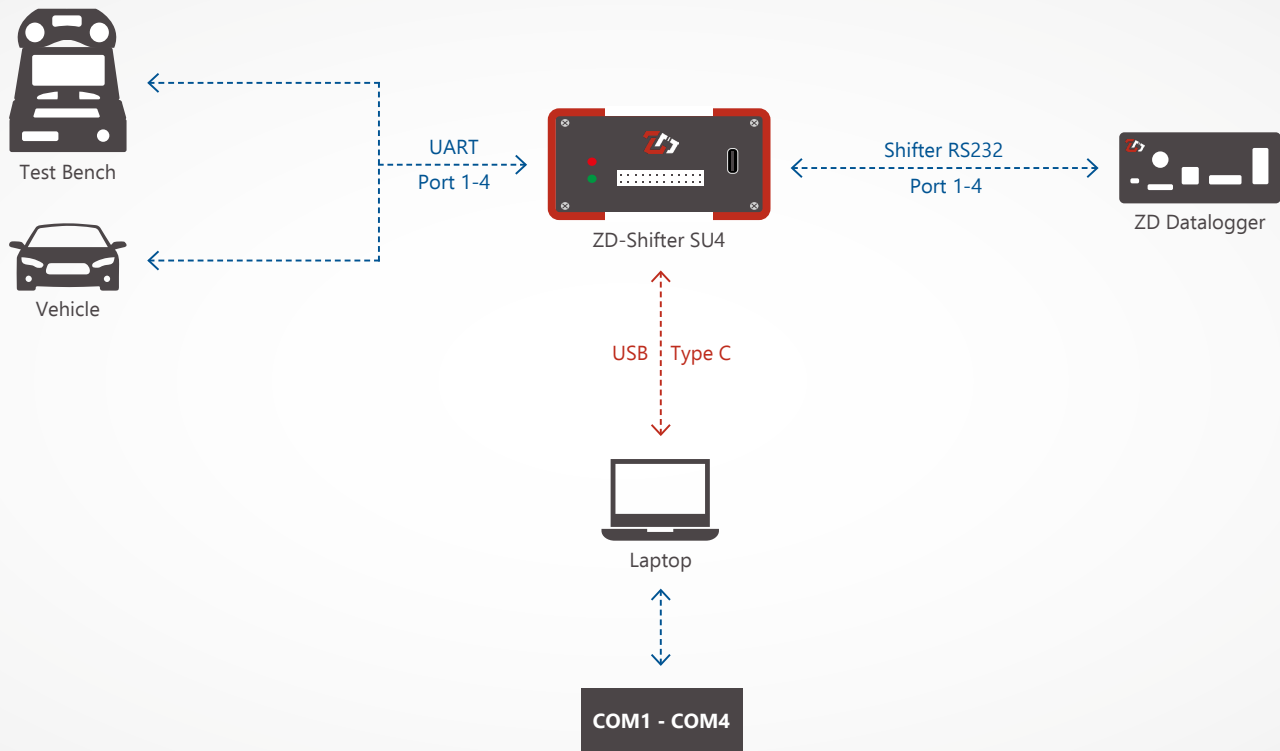 Test Bench
UART
Port 1-4
Shifter RS232
Port 1-4
ZD-Shifter SU4
ZD Datalogger
Vehicle
USB Type C
Laptop
COM1 - COM4